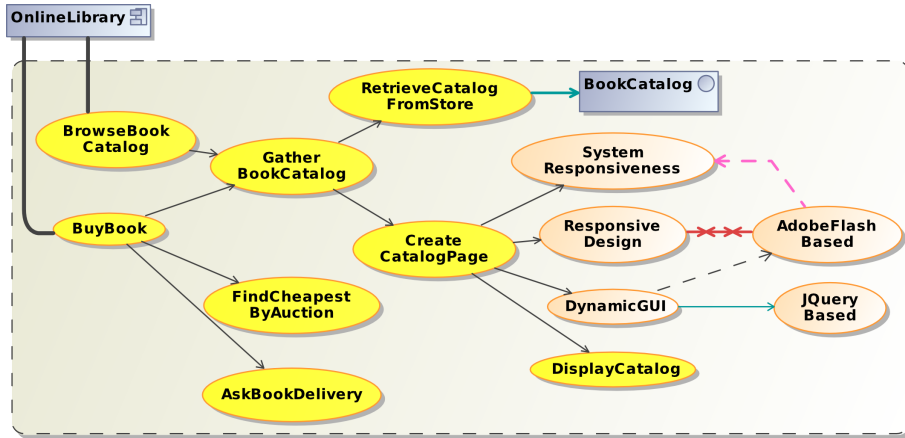 OnlineLibrary
RetrieveCatalog
FromStore
BookCatalog
BrowseBook
Catalog
Gather
BookCatalog
System
Responsiveness
BuyBook
Create
CatalogPage
Responsive
Design
AdobeFlash
Based
FindCheapest
ByAuction
DynamicGUI
JQuery
Based
DisplayCatalog
AskBookDelivery